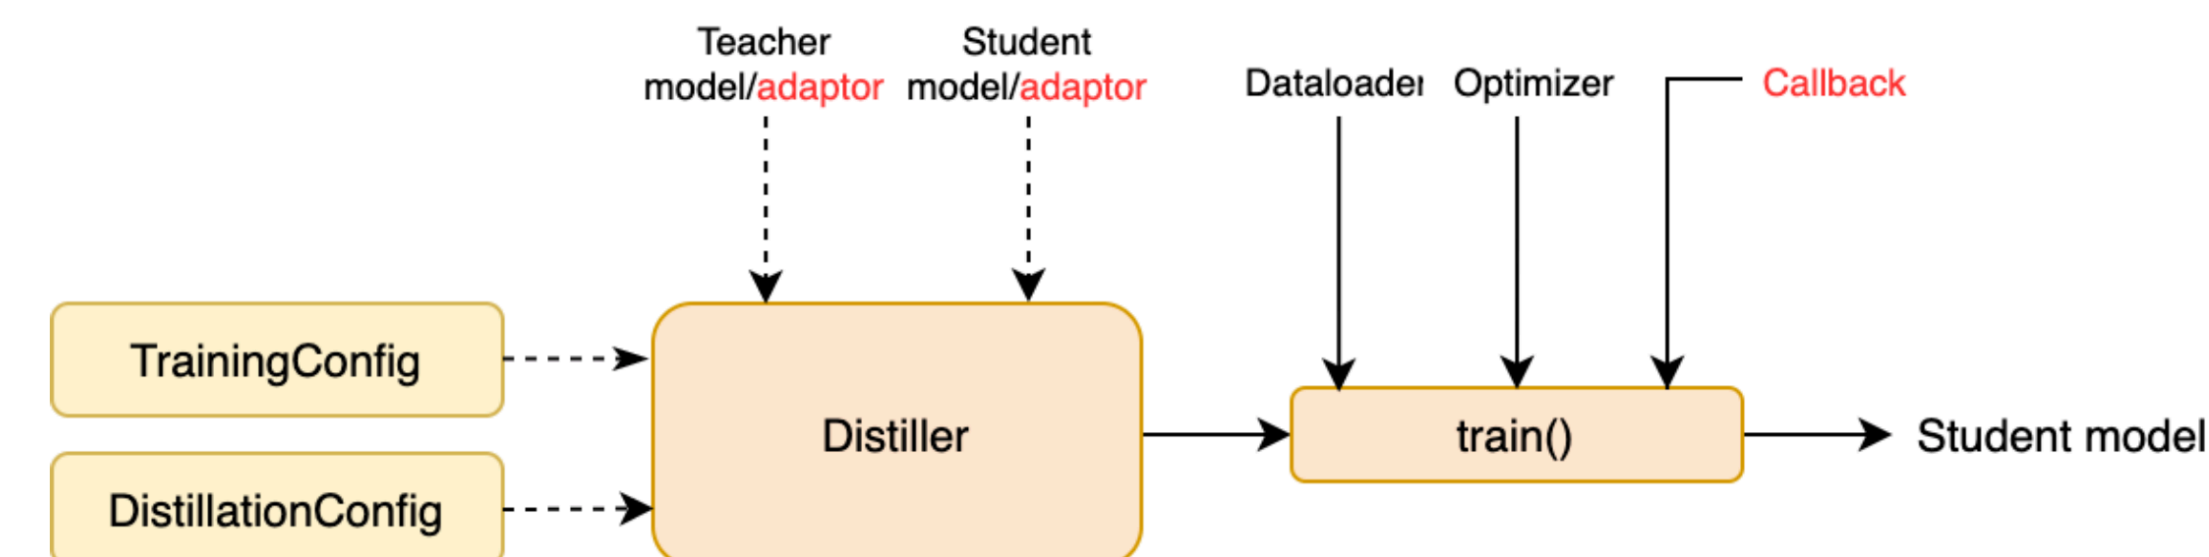 Teacher
model/adaptor
Student
model/adaptor
Dataloader
Optimizer
Callback
TrainingConfig
Distiller
train()
Student model
DistillationConfig